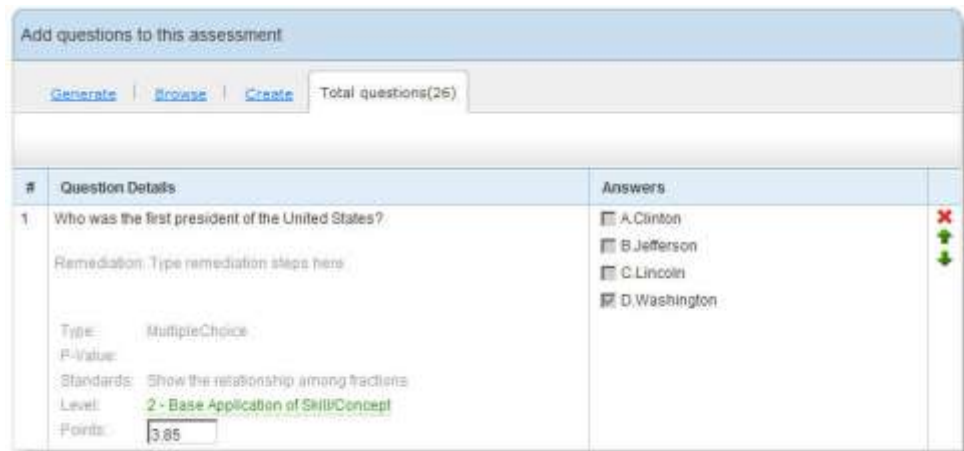 Add questions to this assessment
Generate | Browse | Create Total questions(26)
# Question Details Answers
1 Who was the first president of the United States? A.Clinton
B.Jefferson
Remediation: Type remediation steps here
C.Lincoln
D.Washington
Type: MultipleChoice
P-Value:
Standards: Show the relationship among fractions
Level: 2 - Base Application of Skill/Concept
Points: 3.85